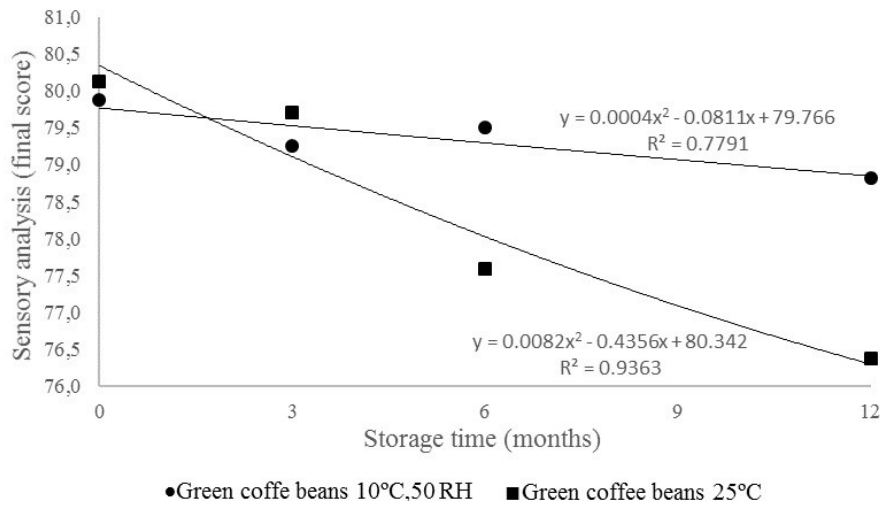 Sensory analysis (final score)
81,0
80,5
80,0
79,5
79,0
78,5
78,0
77,5
77,0
76,5
76,0
y = 0.0004x² - 0.0811x + 79.766
R² = 0.7791
y = 0.0082x² - 0.4356x + 80.342
R² = 0.9363
0 3 6 9 12
Storage time (months)
●Green coffe beans 10ºC,50 RH ■Green coffee beans 25ºC